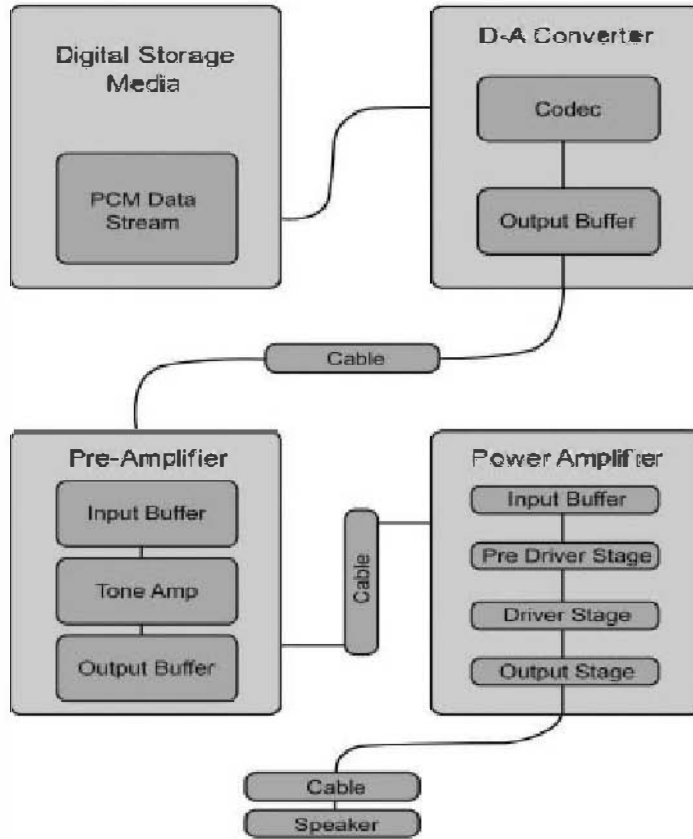 Digital Storage
Media
PCM Data
Stream
D-A Converter
Codec
Output Buffer
Cable
Pre-Amplifier
Input Buffer
Tone Amp
Output Buffer
Cable
Power Amplifier
Input Buffer
Pre Driver Stage
Driver Stage
Output Stage
Cable
Speaker